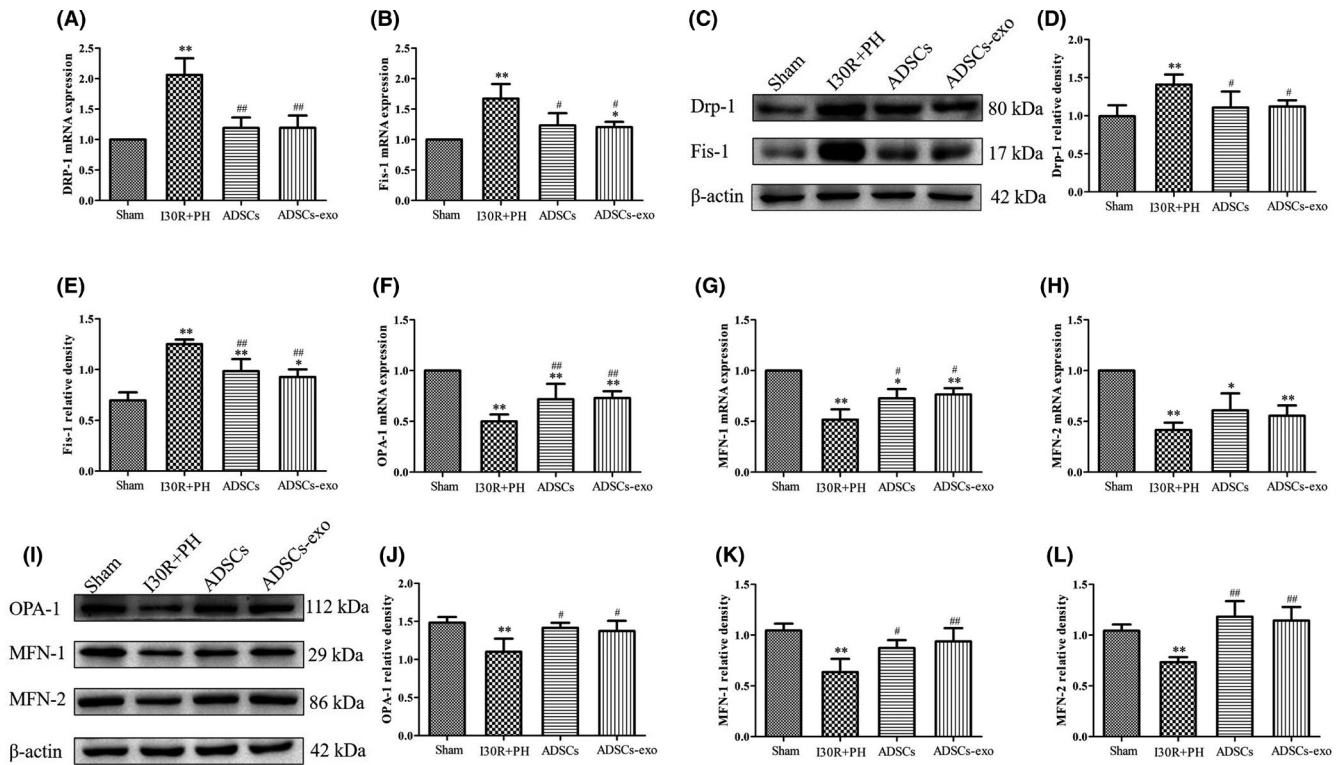 (A)
DRP-1 mRNA expression
2.5
2.0
1.5
1.0
0.5
0.0
**
##
##
Sham I30R+PH ADSCs ADSCs-exo
(B)
Fis-1 mRNA expression
2.5
2.0
1.5
1.0
0.5
0.0
**
#
#
*
Sham I30R+PH ADSCs ADSCs-exo
(C)
Sham I30R+PH ADSCs ADSCs-exo
Drp-1 80 kDa
Fis-1 17 kDa
β-actin 42 kDa
(D)
Drp-1 relative density
2.0
1.5
1.0
0.5
0.0
**
#
#
Sham I30R+PH ADSCs ADSCs-exo
(E)
Fis-1 relative density
1.5
1.0
0.5
0.0
**
##
**
##
*
Sham I30R+PH ADSCs ADSCs-exo
(F)
OPA-1 mRNA expression
1.5
1.0
0.5
0.0
**
##
**
##
**
Sham I30R+PH ADSCs ADSCs-exo
(G)
MFN-1 mRNA expression
1.5
1.0
0.5
0.0
**
#
*
#
**
Sham I30R+PH ADSCs ADSCs-exo
(H)
MFN-2 mRNA expression
1.5
1.0
0.5
0.0
**
*
**
Sham I30R+PH ADSCs ADSCs-exo
(I)
Sham I30R+PH ADSCs ADSCs-exo
OPA-1 112 kDa
MFN-1 29 kDa
MFN-2 86 kDa
β-actin 42 kDa
(J)
OPA-1 relative density
2.0
1.5
1.0
0.5
0.0
**
#
#
Sham I30R+PH ADSCs ADSCs-exo
(K)
MFN-1 relative density
1.5
1.0
0.5
0.0
**
#
##
Sham I30R+PH ADSCs ADSCs-exo
(L)
MFN-2 relative density
1.5
1.0
0.5
0.0
**
##
##
Sham I30R+PH ADSCs ADSCs-exo